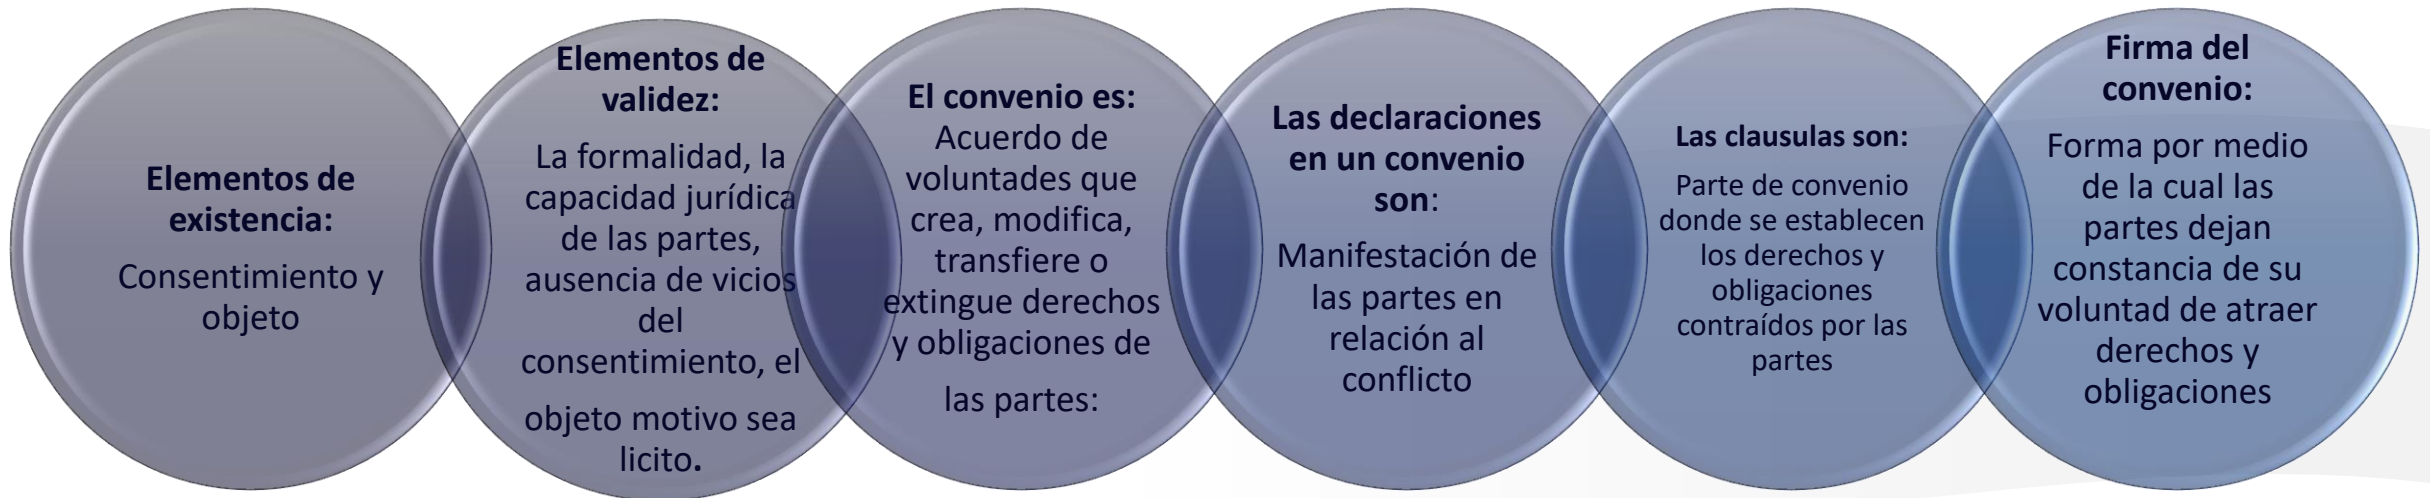 Elementos de
existencia:
Consentimiento y
objeto
Elementos de
validez:
La formalidad, la
capacidad jurídica
de las partes,
ausencia de vicios
del
consentimiento, el
objeto motivo sea
licito.
El convenio es:
Acuerdo de
voluntades que
crea, modifica,
transfiere o
extingue derechos
y obligaciones de
las partes:
Las declaraciones
en un convenio
son:
Manifestación de
las partes en
relación al
conflicto
Las clausulas son:
Parte de convenio
donde se establecen
los derechos y
obligaciones
contraídos por las
partes
Firma del
convenio:
Forma por medio
de la cual las
partes dejan
constancia de su
voluntad de atraer
derechos y
obligaciones